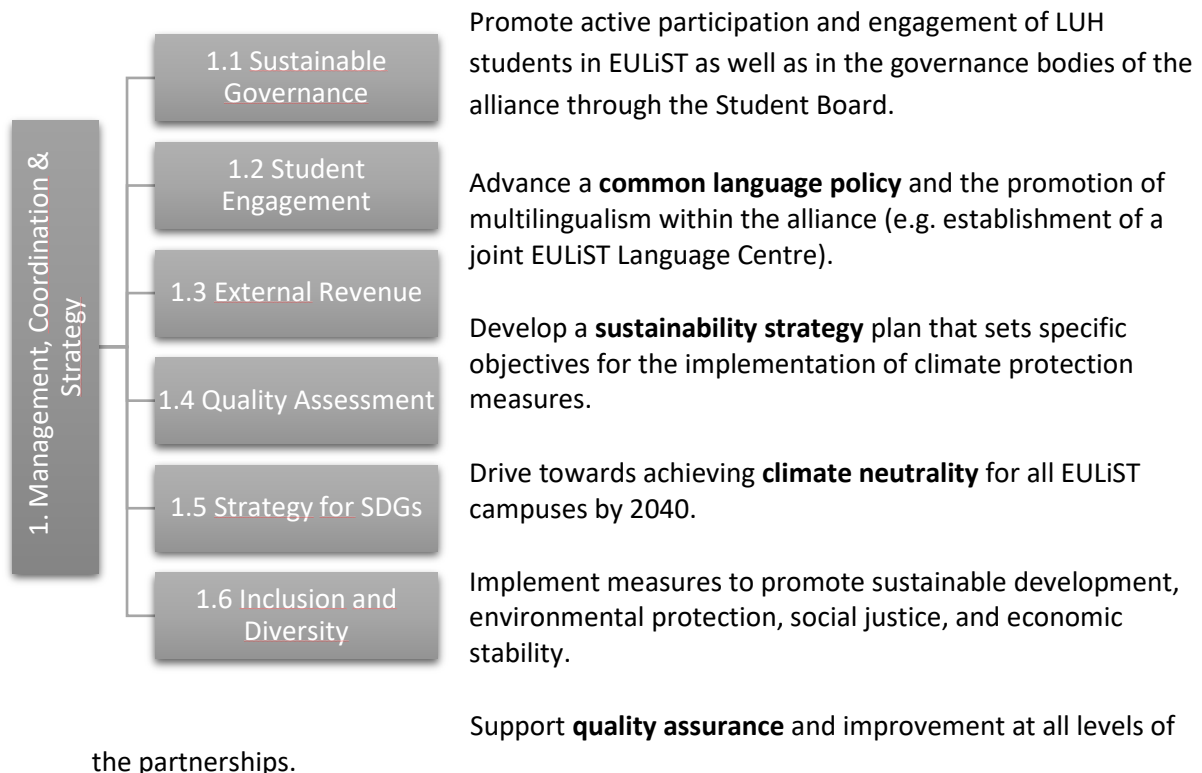 1. Management, Coordination &
Strategy
1.1 Sustainable
Governance
1.2 Student
Engagement
1.3 External Revenue
1.4 Quality Assessment
1.5 Strategy for SDGs
1.6 Inclusion and
Diversity
Promote active participation and engagement of LUH
students in EULiST as well as in the governance bodies of the
alliance through the Student Board.
Advance a common language policy and the promotion of
multilingualism within the alliance (e.g. establishment of a
joint EULiST Language Centre).
Develop a sustainability strategy plan that sets specific
objectives for the implementation of climate protection
measures.
Drive towards achieving climate neutrality for all EULiST
campuses by 2040.
Implement measures to promote sustainable development,
environmental protection, social justice, and economic
stability.
Support quality assurance and improvement at all levels of
the partnerships.